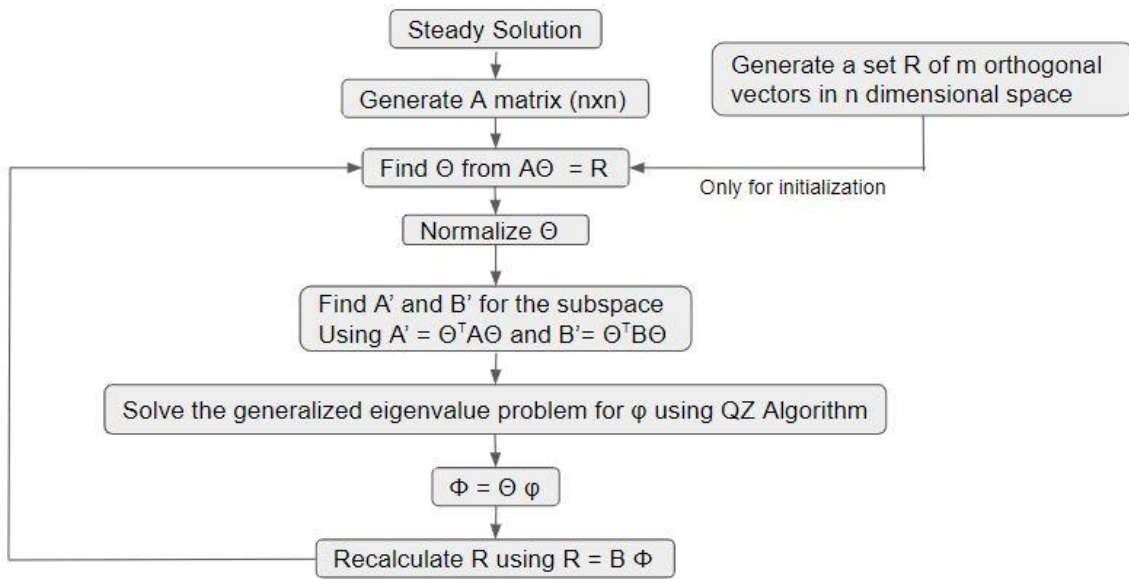 Steady Solution
Generate A matrix (nxn)
Generate a set R of m orthogonal
vectors in n dimensional space
Find Θ from AΘ = R
Only for initialization
Normalize Θ
Find A’ and B’ for the subspace
Using A’ = ΘᵀAΘ and B’= ΘᵀBΘ
Solve the generalized eigenvalue problem for φ using QZ Algorithm
Φ = Θ φ
Recalculate R using R = B Φ